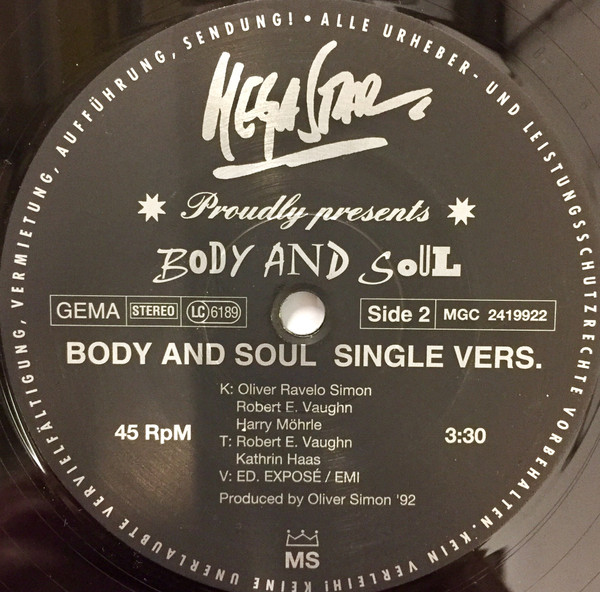 ALLE URHEBER- UND LEISTUNGSSCHUTZRECHTE VORBEHALTEN. KEIN VERLEIH! KEINE UNERLAUBTE VERVIELFÄLTIGUNG, VERMIETUNG, AUFFÜHRUNG, SENDUNG! •
MEGASTAR
Proudly presents
BODY AND SOUL
GEMA STEREO LC 6189 Side 2 MGC 2419922
BODY AND SOUL SINGLE VERS.
K: Oliver Ravelo Simon
Robert E. Vaughn
Harry Möhrle
45 RpM T: Robert E. Vaughn 3:30
Kathrin Haas
V: ED. EXPOSÉ / EMI
Produced by Oliver Simon '92
MS